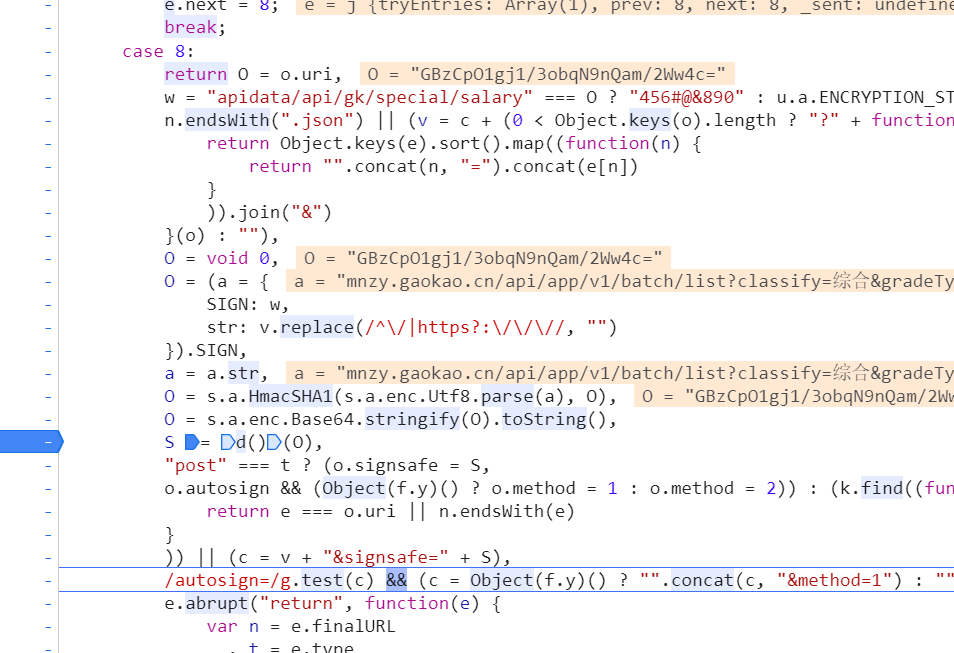 e.next = 8;   e = j {tryEntries: Array(1), prev: 8, next: 8, _sent: undefine
break;
case 8:
return O = o.uri,   O = "GBzCpO1gj1/3obqN9nQam/2Ww4c="
w = "apidata/api/gk/special/salary" === O ? "456#@&890" : u.a.ENCRYPTION_ST
n.endsWith(".json") || (v = c + (0 < Object.keys(o).length ? "?" + function
return Object.keys(e).sort().map((function(n) {
return "".concat(n, "=").concat(e[n])
}
)).join("&")
}(o) : ""),
O = void 0,   O = "GBzCpO1gj1/3obqN9nQam/2Ww4c="
O = (a = {   a = "mnzy.gaokao.cn/api/app/v1/batch/list?classify=综合&gradeTy
SIGN: w,
str: v.replace(/^\/|https?:\/\/\//, "")
}).SIGN,
a = a.str,   a = "mnzy.gaokao.cn/api/app/v1/batch/list?classify=综合&gradeTy
O = s.a.HmacSHA1(s.a.enc.Utf8.parse(a), O),   O = "GBzCpO1gj1/3obqN9nQam/2Ww
O = s.a.enc.Base64.stringify(O).toString(),
S = d()(O),
"post" === t ? (o.signsafe = S,
o.autosign && (Object(f.y)() ? o.method = 1 : o.method = 2)) : (k.find((fun
return e === o.uri || n.endsWith(e)
}
)) || (c = v + "&signsafe=" + S),
/autosign=/g.test(c) && (c = Object(f.y)() ? "".concat(c, "&method=1") : ""
e.abrupt("return", function(e) {
var n = e.finalURL
, t = e.type